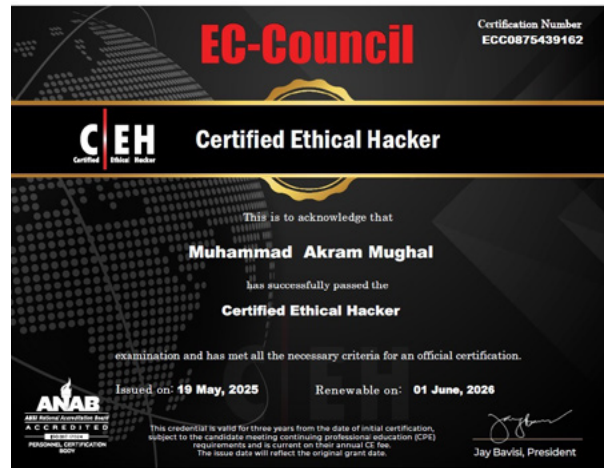 EC-Council
Certification Number
ECC0875439162
C|EH
Certified Ethical Hacker
Certified Ethical Hacker
This is to acknowledge that
Muhammad Akram Mughal
has successfully passed the
Certified Ethical Hacker
examination and has met all the necessary criteria for an official certification.
Issued on: 19 May, 2025 Renewable on: 01 June, 2026
ANAB
ANSI National Accreditation Board
ACCREDITED
PERSONNEL CERTIFICATION
BODY
This credential is valid for three years from the date of initial certification,
subject to the candidate meeting continuing professional education (CPE)
requirements and is current on their annual CE fee.
The issue date will reflect the original grant date.
Jay Bavisi, President